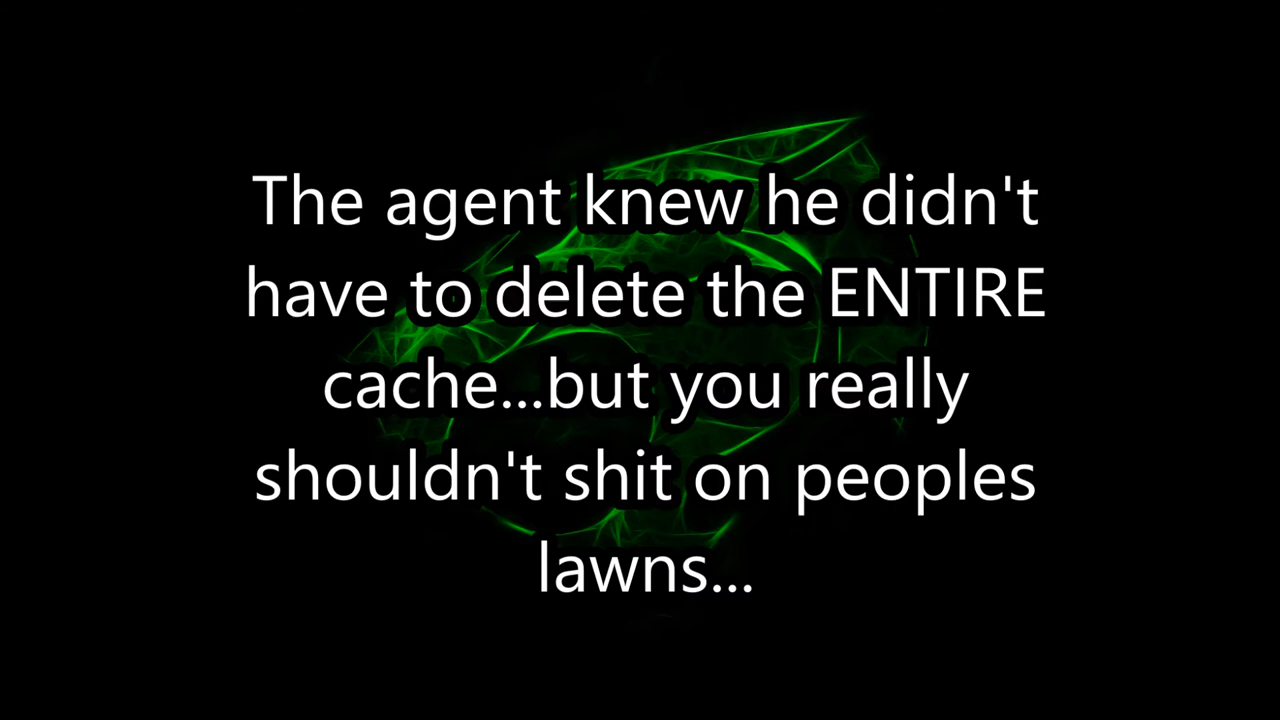 The agent knew he didn't
have to delete the ENTIRE
cache...but you really
shouldn't shit on peoples
lawns...